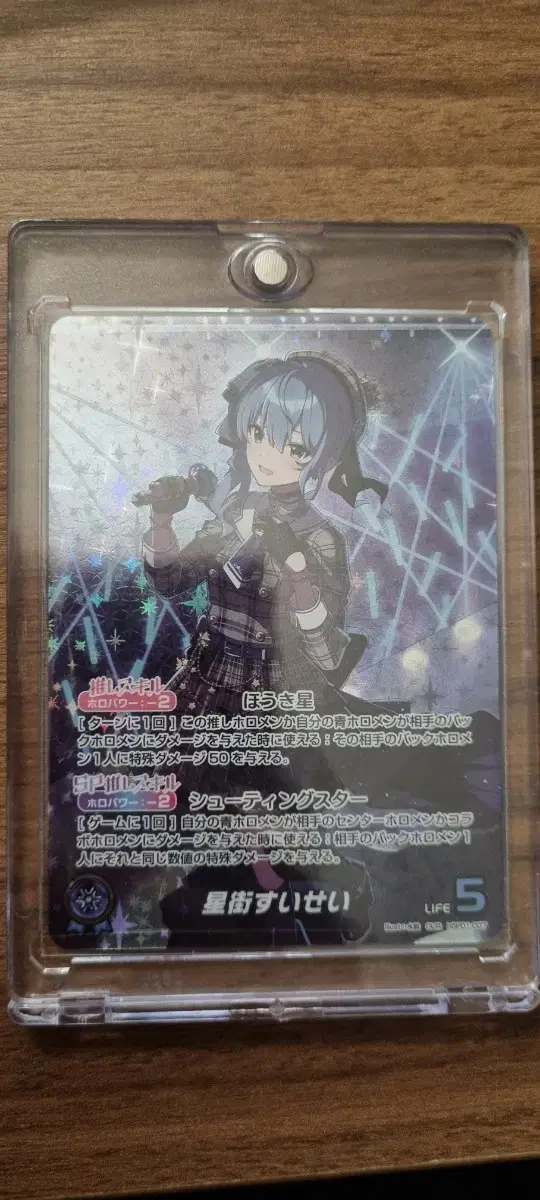 推しスキル
ホロパワー：-2 ほうき星
[ ターンに1回 ] この推しホロメンか自分の青ホロメンが相手のバッ
クホロメンにダメージを与えた時に使える：その相手のバックホロメ
ン1人に特殊ダメージ50を与える。
SP推しスキル
ホロパワー：-2 シューティングスター
[ ゲームに1回 ] 自分の青ホロメンが相手のセンターホロメンかコラ
ボホロメンにダメージを与えた時に使える：相手のバックホロメン1
人にそれと同じ数値の特殊ダメージを与える。
星街すいせい
LIFE 5